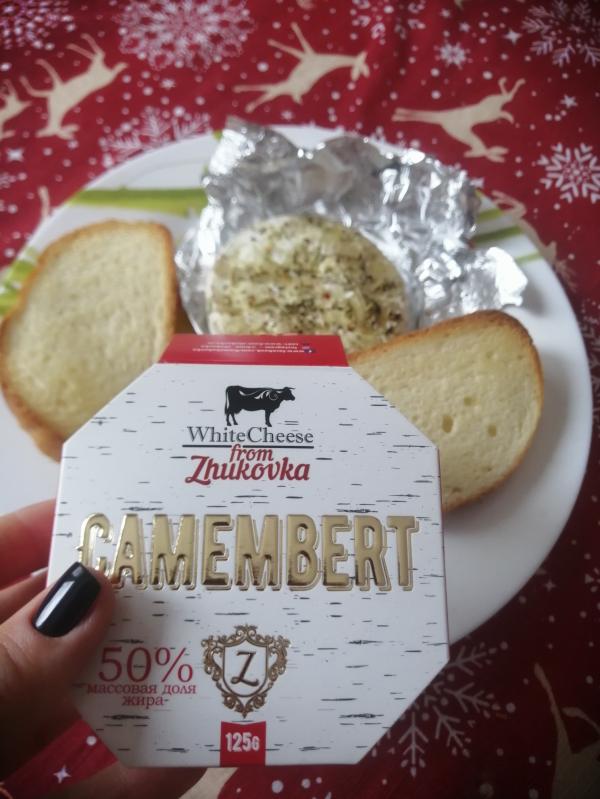 WhiteCheese
from
Zhukovka
CAMEMBERT
50%
массовая доля
жира-
Z
125г